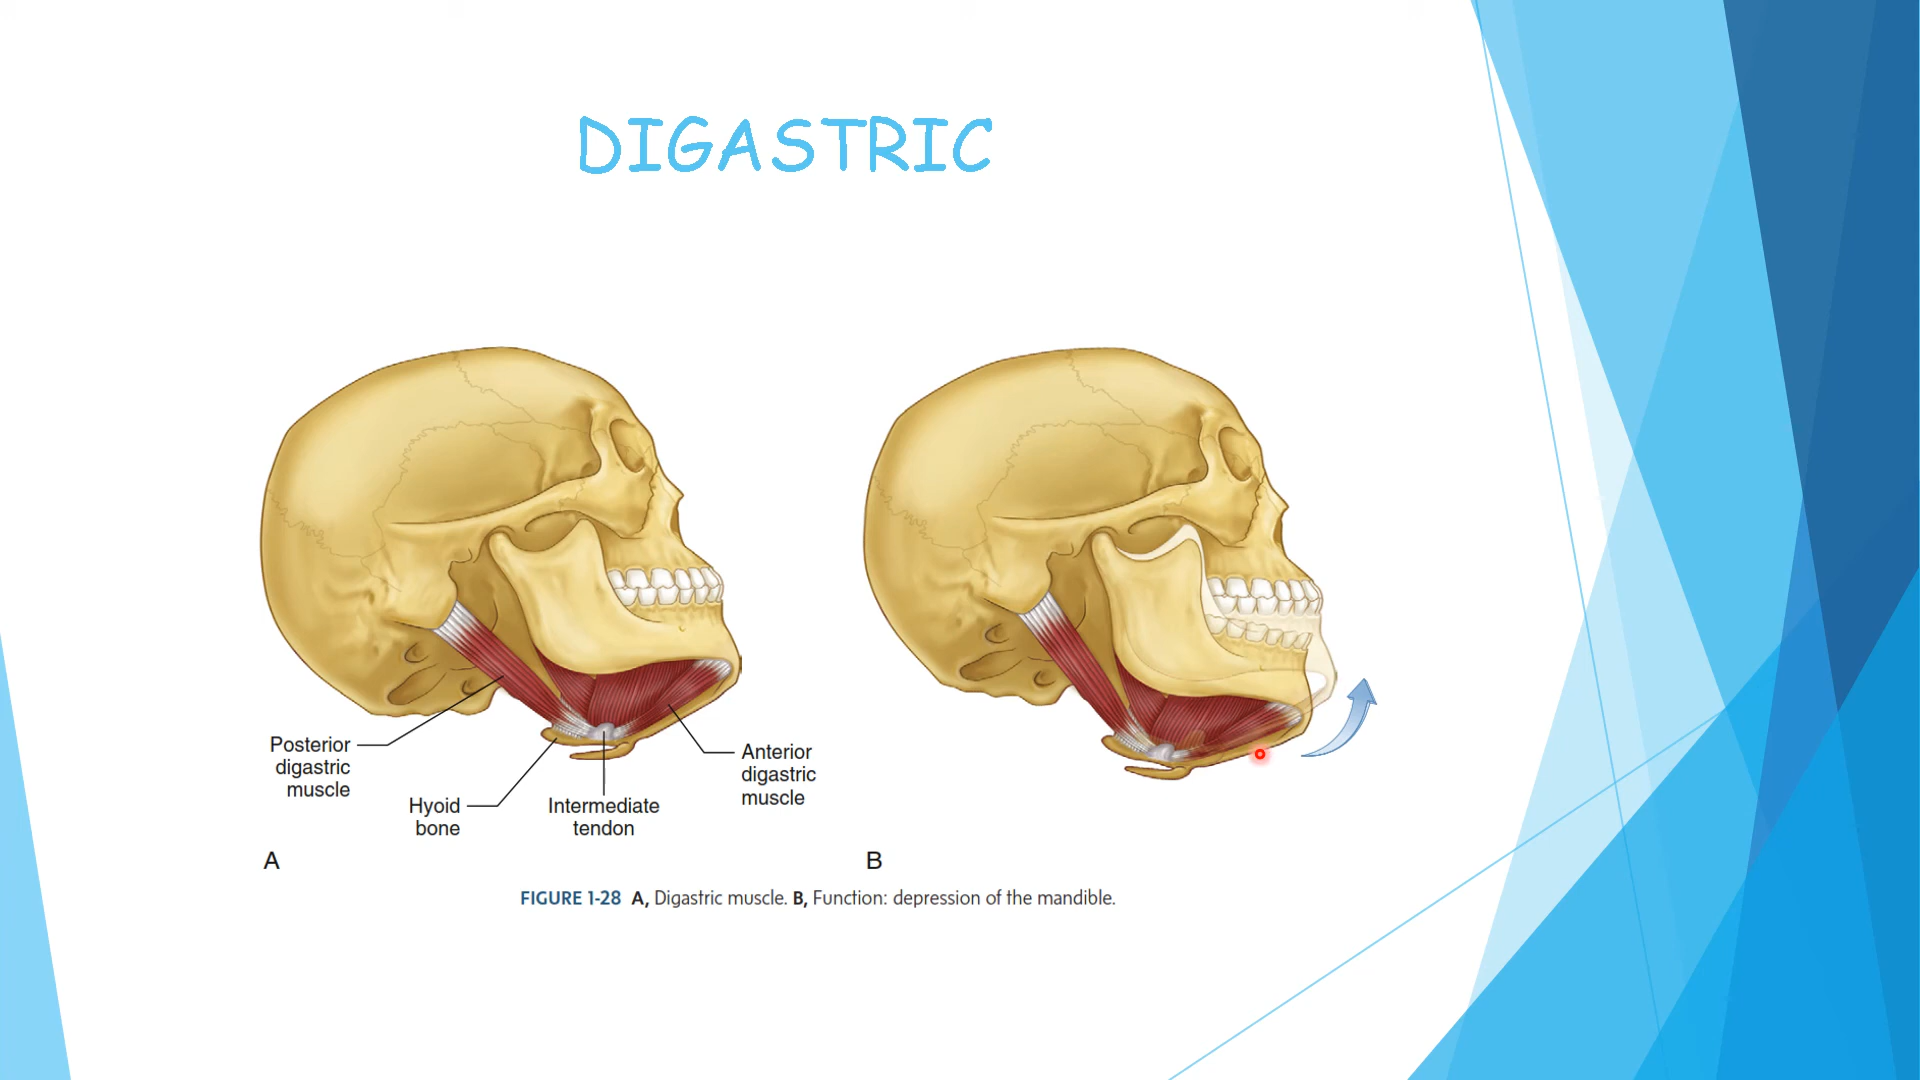 DIGASTRIC
Posterior
digastric
muscle
Hyoid
bone
Intermediate
tendon
Anterior
digastric
muscle
A
B
FIGURE 1-28 A, Digastric muscle. B, Function: depression of the mandible.